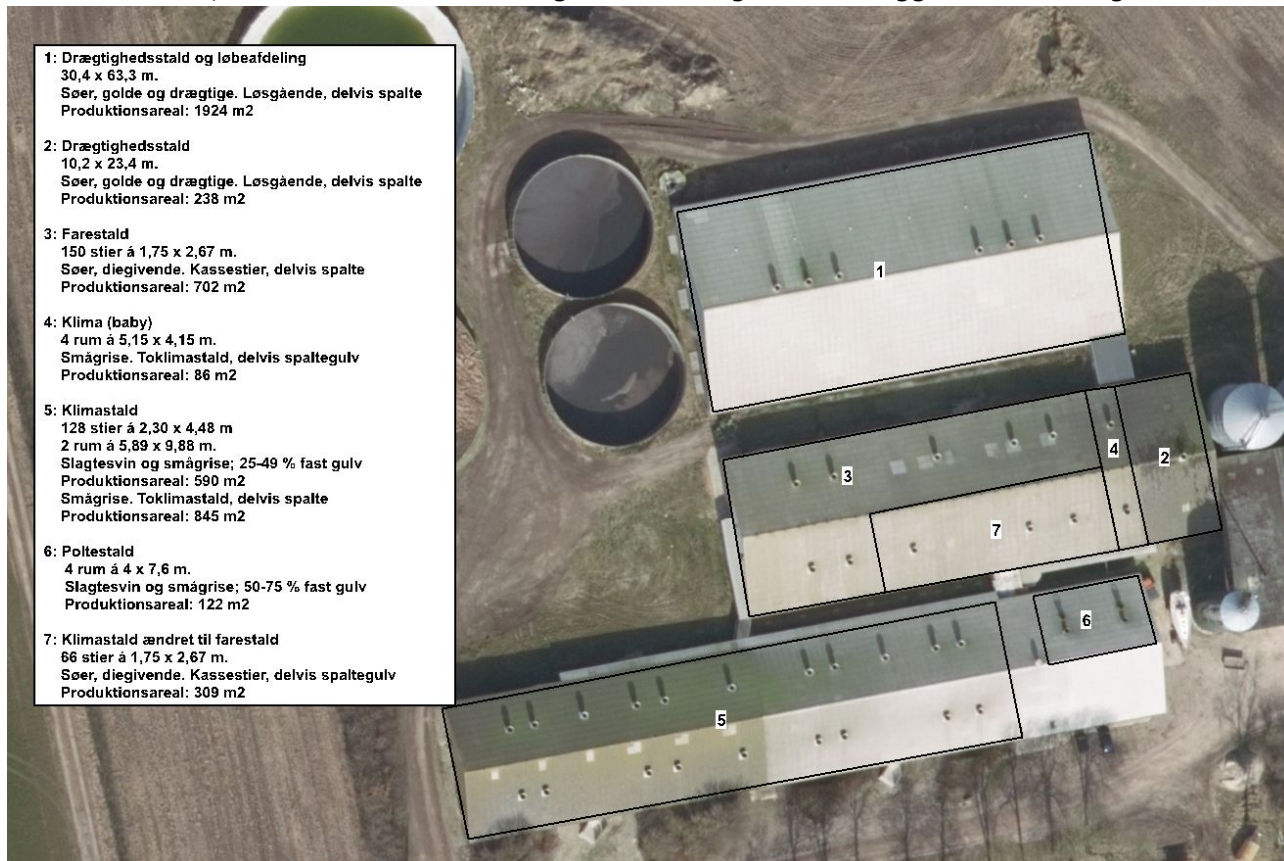 1: Drægtighedsstald og løbeafdeling
30,4 x 63,3 m.
Søer, golde og drægtige. Løsgående, delvis spalte
Produktionsareal: 1924 m2
2: Drægtighedsstald
10,2 x 23,4 m.
Søer, golde og drægtige. Løsgående, delvis spalte
Produktionsareal: 238 m2
3: Farestald
150 stier á 1,75 x 2,67 m.
Søer, diegivende. Kassestier, delvis spalte
Produktionsareal: 702 m2
4: Klima (baby)
4 rum á 5,15 x 4,15 m.
Smågrise. Toklimastald, delvis spaltegulv
Produktionsareal: 86 m2
5: Klimastald
128 stier á 2,30 x 4,48 m
2 rum á 5,89 x 9,88 m.
Slagtesvin og smågrise; 25-49 % fast gulv
Produktionsareal: 590 m2
Smågrise. Toklimastald, delvis spalte
Produktionsareal: 845 m2
6: Poltestald
4 rum á 4 x 7,6 m.
Slagtesvin og smågrise; 50-75 % fast gulv
Produktionsareal: 122 m2
7: Klimastald ændret til farestald
66 stier á 1,75 x 2,67 m.
Søer, diegivende. Kassestier, delvis spaltegulv
Produktionsareal: 309 m2
1
4
2
3
7
6
5